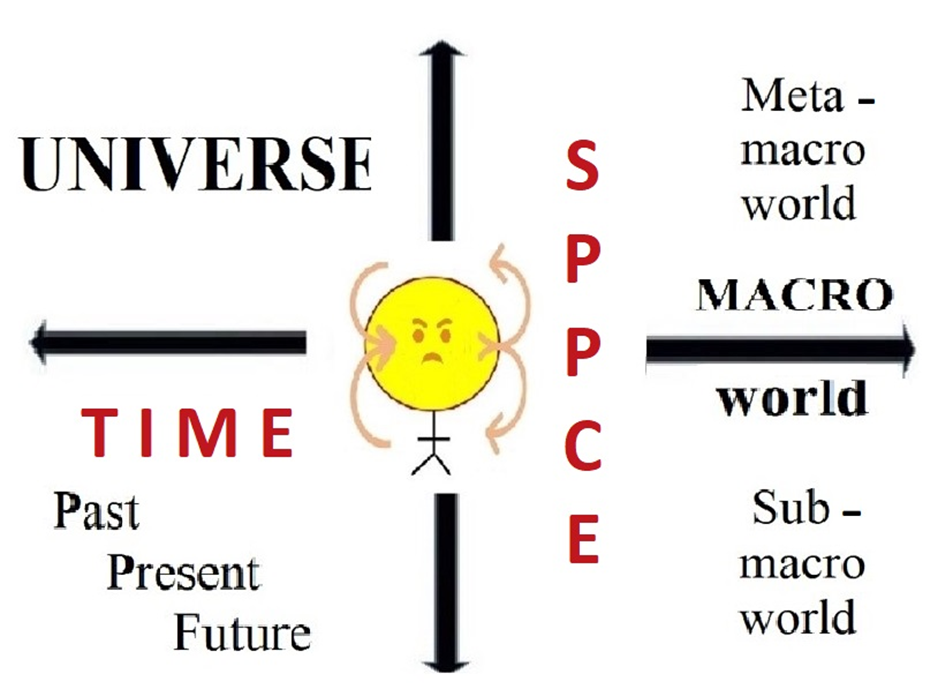 UNIVERSE
S
P
P
C
E
Meta -
macro
world
MACRO
world
TIME
Past
Present
Future
Sub -
macro
world